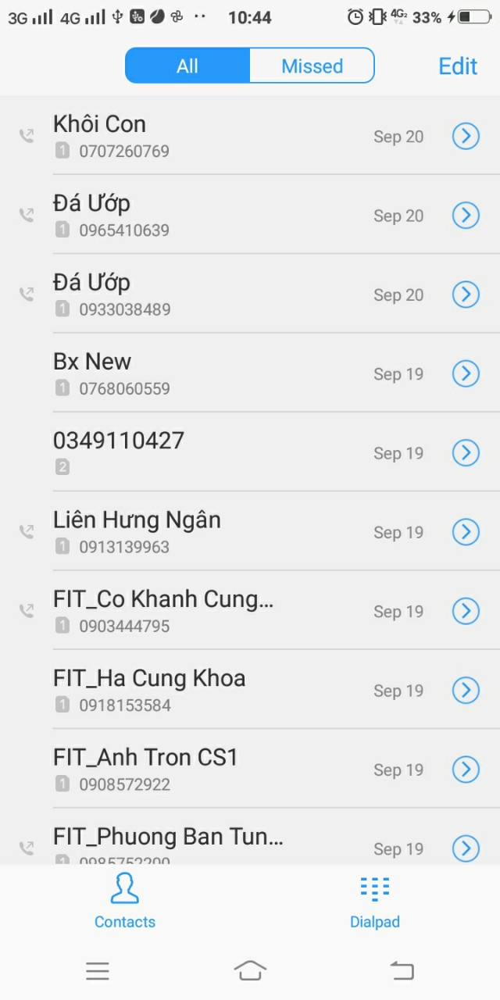 3G 4G 10:44 4G2 33%
All Missed Edit
Khôi Con
1 0707260769
Sep 20
Đá Ướp
1 0965410639
Sep 20
Đá Ướp
1 0933038489
Sep 20
Bx New
1 0768060559
Sep 19
0349110427
2
Sep 19
Liên Hưng Ngân
1 0913139963
Sep 19
FIT_Co Khanh Cung...
1 0903444795
Sep 19
FIT_Ha Cung Khoa
1 0918153584
Sep 19
FIT_Anh Tron CS1
1 0908572922
Sep 19
FIT_Phuong Ban Tun...
1 0985752200
Sep 19
Contacts Dialpad